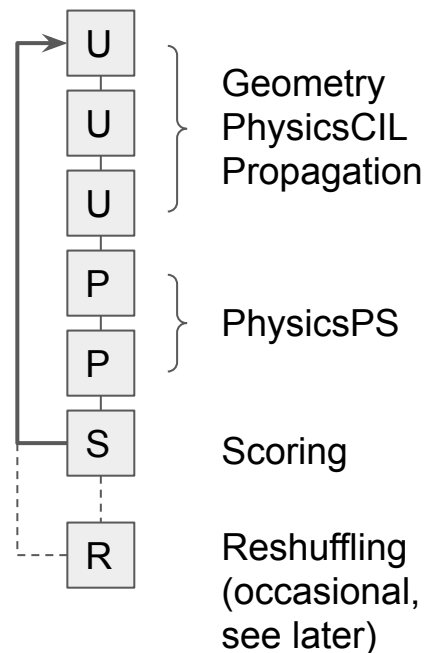 U
U
U
Geometry
PhysicsCIL
Propagation
P
P
PhysicsPS
S
Scoring
R
Reshuffling
(occasional,
see later)